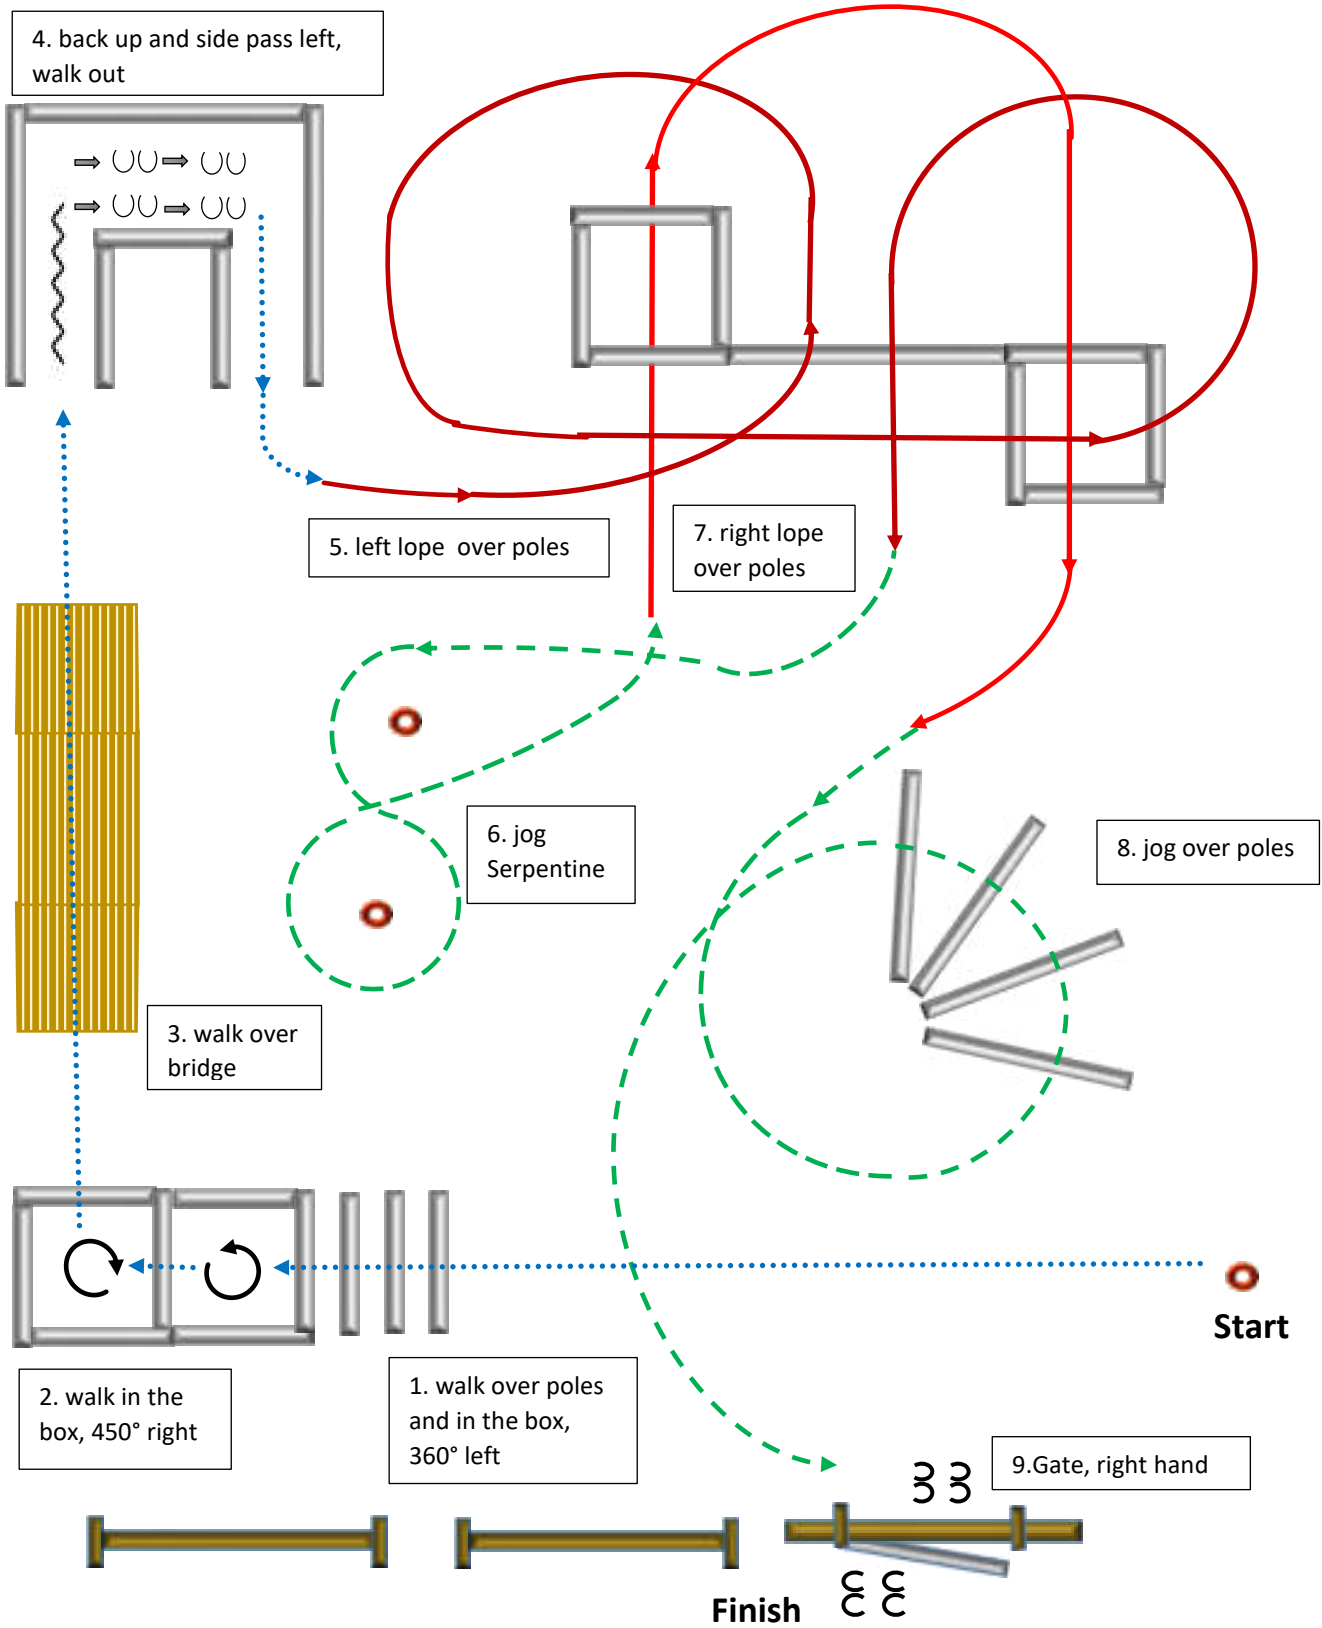 4. back up and side pass left,
walk out
5. left lope  over poles
7. right lope
over poles
6. jog
Serpentine
8. jog over poles
3. walk over
bridge
Start
2. walk in the
box, 450° right
1. walk over poles
and in the box,
360° left
9.Gate, right hand
Finish